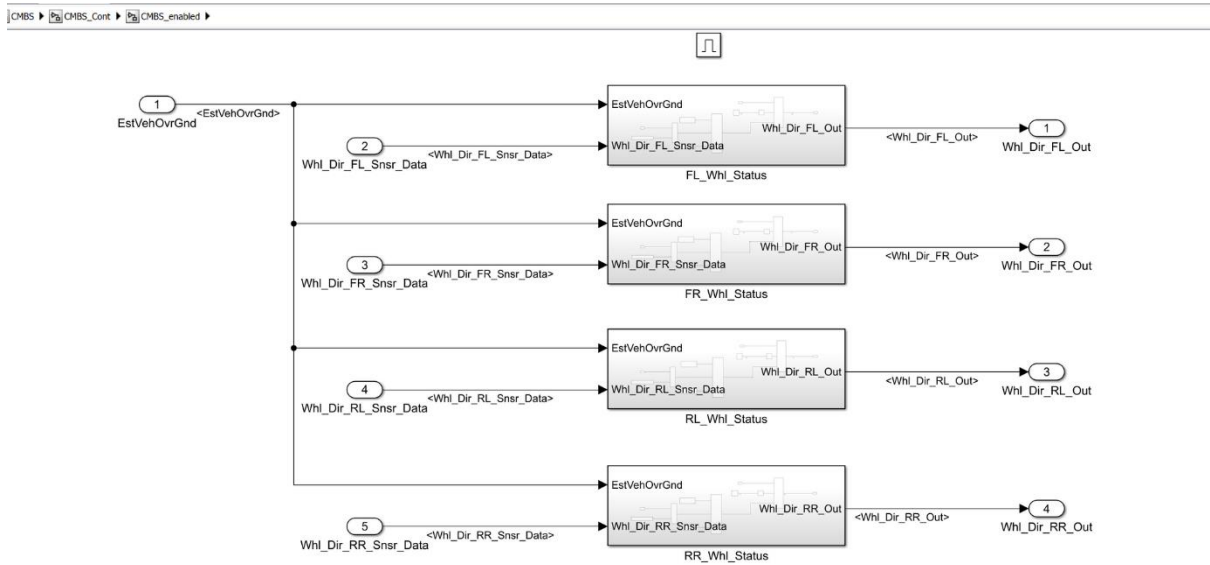 CMBS CMBS_Cont CMBS_enabled
1
EstVehOvrGnd
<EstVehOvrGnd>
EstVehOvrGnd
2
Whl_Dir_FL_Snsr_Data
<Whl_Dir_FL_Snsr_Data>
Whl_Dir_FL_Snsr_Data
Whl_Dir_FL_Out
FL_Whl_Status
<Whl_Dir_FL_Out>
1
Whl_Dir_FL_Out
EstVehOvrGnd
3
Whl_Dir_FR_Snsr_Data
<Whl_Dir_FR_Snsr_Data>
Whl_Dir_FR_Snsr_Data
Whl_Dir_FR_Out
FR_Whl_Status
<Whl_Dir_FR_Out>
2
Whl_Dir_FR_Out
EstVehOvrGnd
4
Whl_Dir_RL_Snsr_Data
<Whl_Dir_RL_Snsr_Data>
Whl_Dir_RL_Snsr_Data
Whl_Dir_RL_Out
RL_Whl_Status
<Whl_Dir_RL_Out>
3
Whl_Dir_RL_Out
EstVehOvrGnd
5
Whl_Dir_RR_Snsr_Data
<Whl_Dir_RR_Snsr_Data>
Whl_Dir_RR_Snsr_Data
Whl_Dir_RR_Out
RR_Whl_Status
<Whl_Dir_RR_Out>
4
Whl_Dir_RR_Out